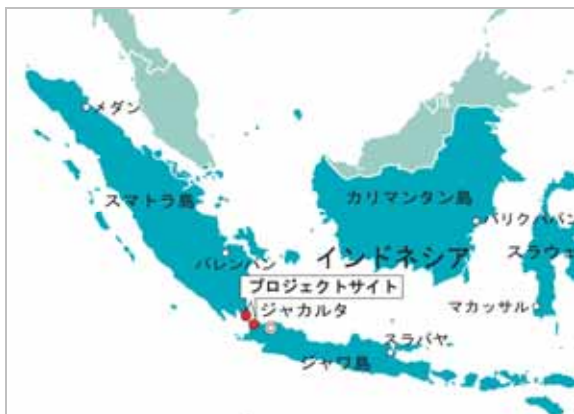 メダン
スマトラ島
カリマンタン島
バリクパパン
パレンバン
インドネシア
スラウェ
プロジェクトサイト
ジャカルタ
マカッサル
スラバヤ
ジャワ島